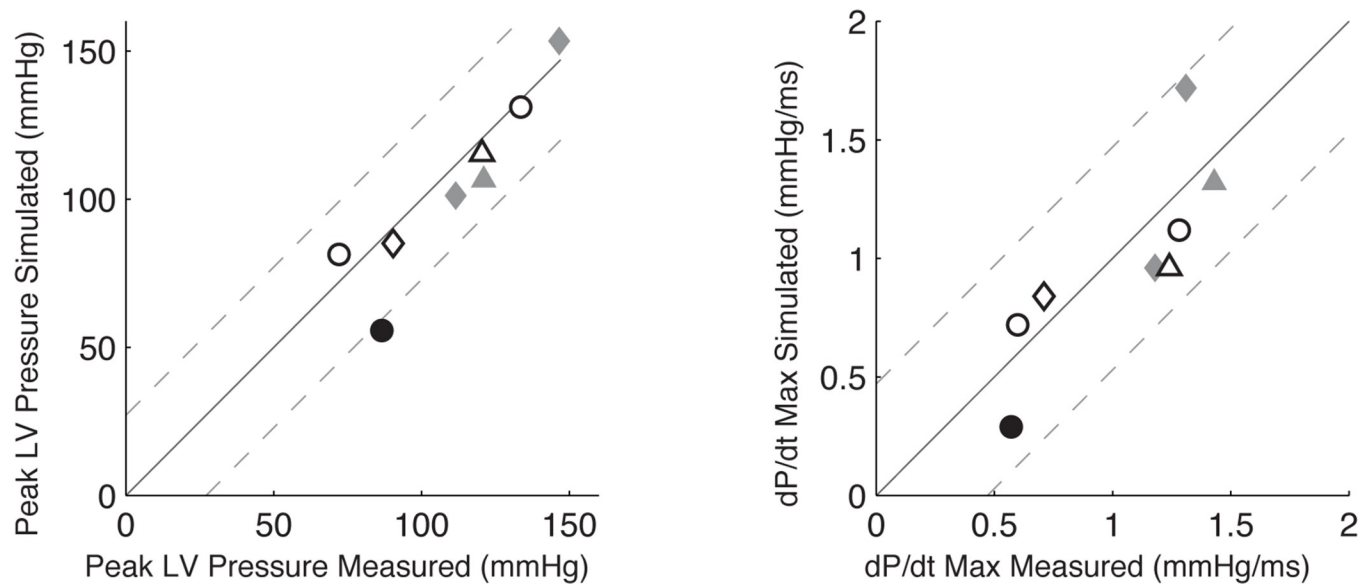 Peak LV Pressure Simulated (mmHg)
150
100
50
0
0 50 100 150
Peak LV Pressure Measured (mmHg)
dP/dt Max Simulated (mmHg/ms)
2
1.5
1
0.5
0
0 0.5 1 1.5 2
dP/dt Max Measured (mmHg/ms)